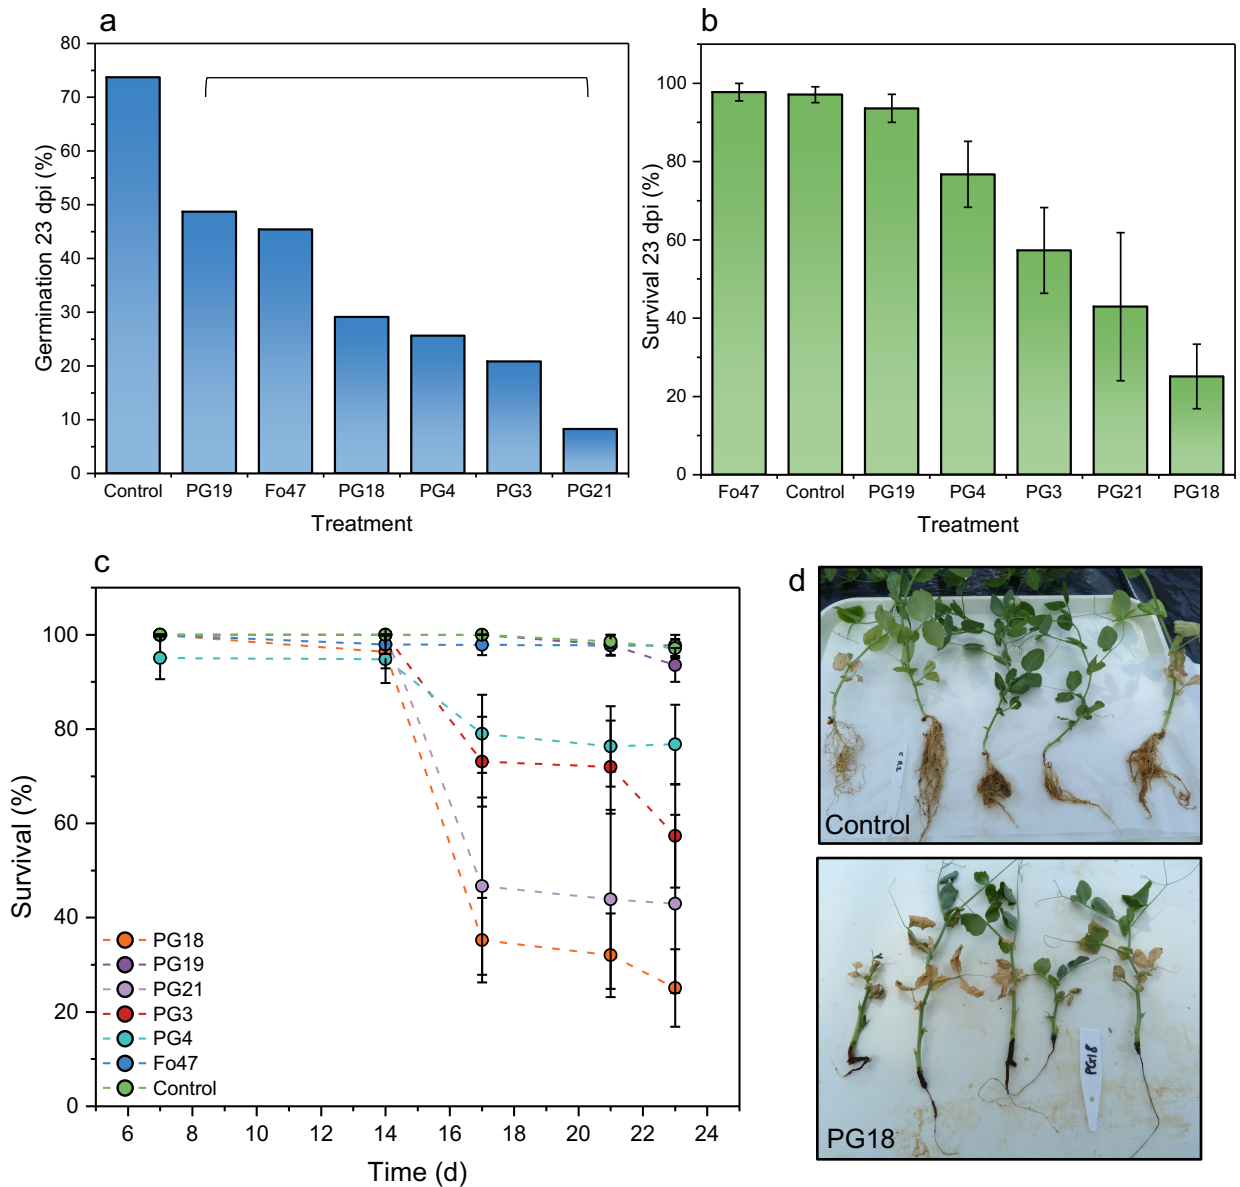 a
80
70
60
50
40
30
20
10
0
Germination 23 dpi (%)
Control PG19 Fo47 PG18 PG4 PG3 PG21
Treatment
b
100
80
60
40
20
0
Survival 23 dpi (%)
Fo47 Control PG19 PG4 PG3 PG21 PG18
Treatment
c
100
80
60
40
20
0
Survival (%)
PG18
PG19
PG21
PG3
PG4
Fo47
Control
6 8 10 12 14 16 18 20 22 24
Time (d)
d
Control
PG18
PG18